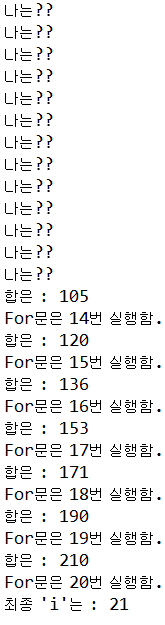 나는??
나는??
나는??
나는??
나는??
나는??
나는??
나는??
나는??
나는??
나는??
나는??
나는??
합은 : 105
For문은 14번 실행함.
합은 : 120
For문은 15번 실행함.
합은 : 136
For문은 16번 실행함.
합은 : 153
For문은 17번 실행함.
합은 : 171
For문은 18번 실행함.
합은 : 190
For문은 19번 실행함.
합은 : 210
For문은 20번 실행함.
최종 'i'는 : 21